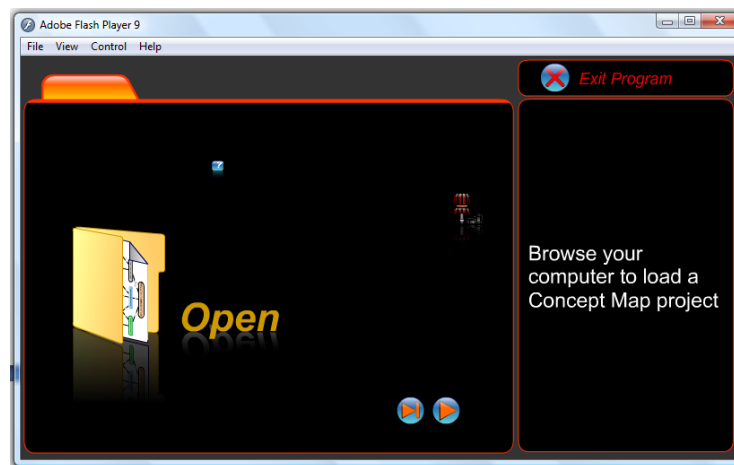 Adobe Flash Player 9
File View Control Help
Exit Program
Open
Browse your
computer to load a
Concept Map project